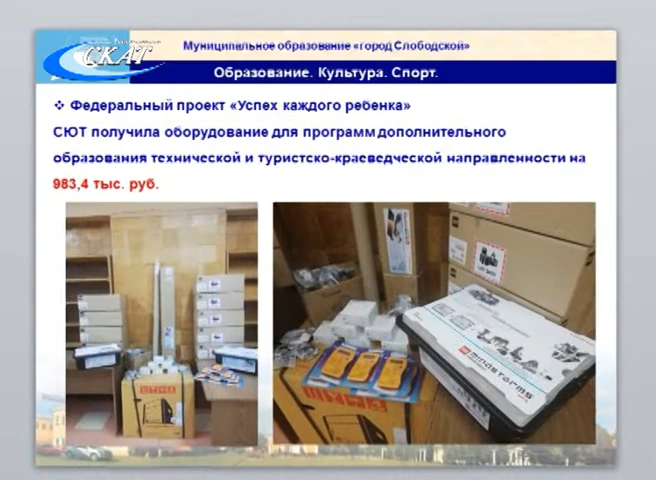 СКАТ
Муниципальное образование «город Слободской»
Образование. Культура. Спорт.
❖ Федеральный проект «Успех каждого ребенка»
СЮТ получила оборудование для программ дополнительного
образования технической и туристско-краеведческой направленности на
983,4 тыс. руб.
mindstorms